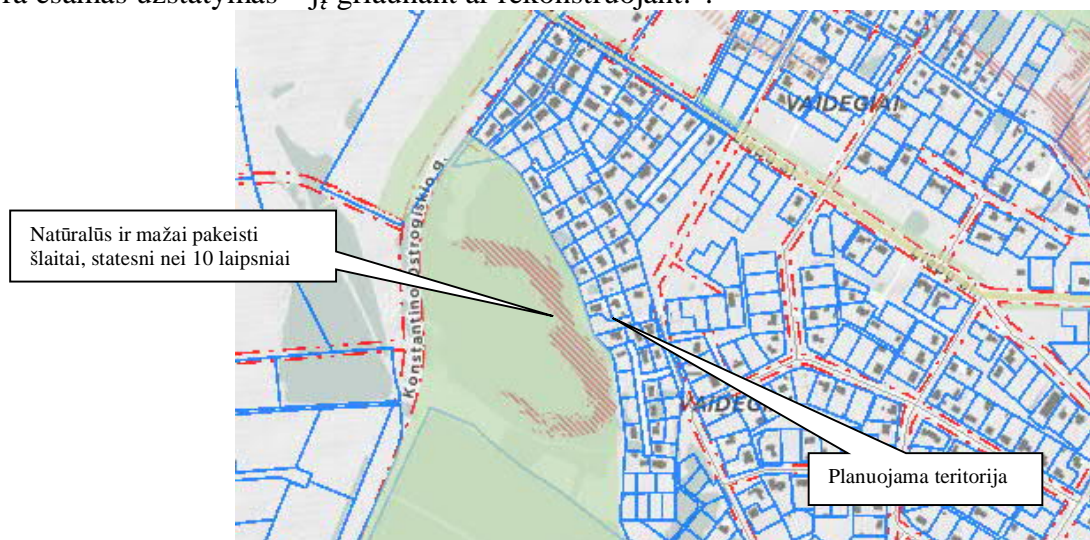 esamas užstatymas – jį griaunant ar rekonstruojant.“.
VAIDEGIAI
Konstantino Ostrogiškio g.
Natūralūs ir mažai pakeisti
šlaitai, statesni nei 10 laipsniai
VAIDEGIAI
Planuojama teritorija